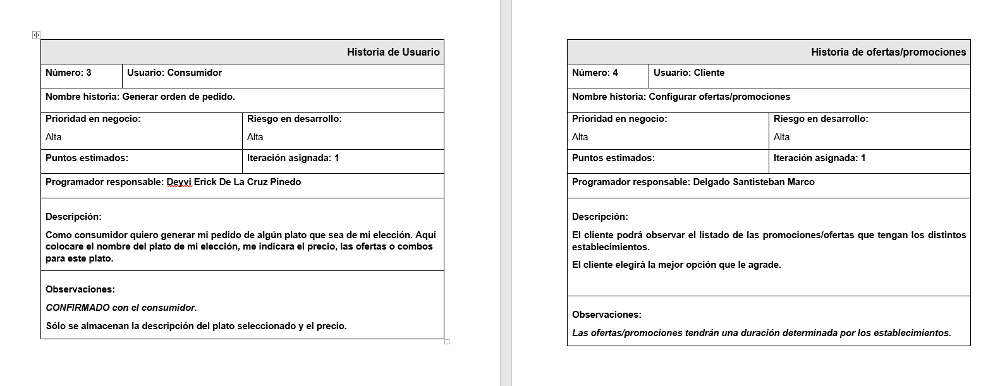 Historia de Usuario
Número: 3
Usuario: Consumidor
Nombre historia: Generar orden de pedido.
Prioridad en negocio:
Alta
Riesgo en desarrollo:
Alta
Puntos estimados:
Iteración asignada: 1
Programador responsable: Deyvi Erick De La Cruz Pinedo
Descripción:
Como consumidor quiero generar mi pedido de algún plato que sea de mi elección. Aquí
colocare el nombre del plato de mi elección, me indicara el precio, las ofertas o combos
para este plato.
Observaciones:
CONFIRMADO con el consumidor.
Sólo se almacenan la descripción del plato seleccionado y el precio.
Historia de ofertas/promociones
Número: 4
Usuario: Cliente
Nombre historia: Configurar ofertas/promociones
Prioridad en negocio:
Alta
Riesgo en desarrollo:
Alta
Puntos estimados:
Iteración asignada: 1
Programador responsable: Delgado Santisteban Marco
Descripción:
El cliente podrá observar el listado de las promociones/ofertas que tengan los distintos
establecimientos.
El cliente elegirá la mejor opción que le agrade.
Observaciones:
Las ofertas/promociones tendrán una duración determinada por los establecimientos.